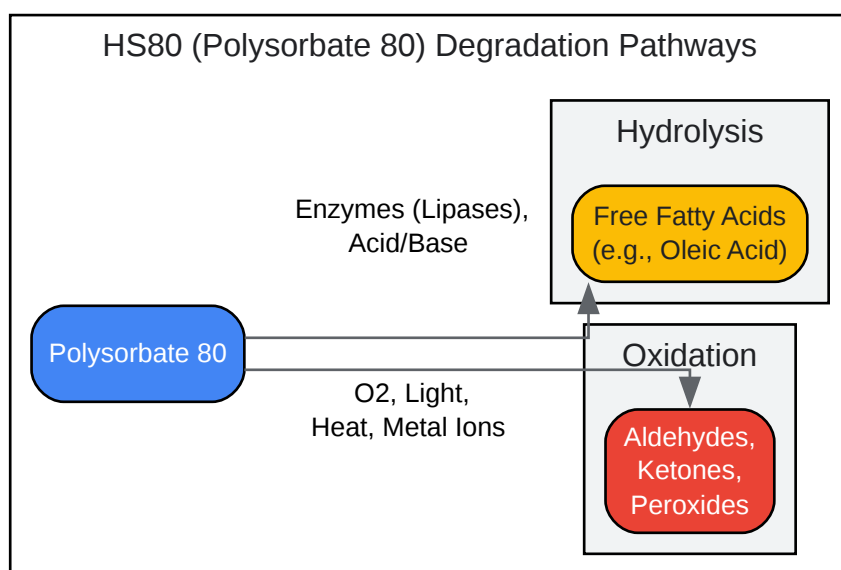 HS80 (Polysorbate 80) Degradation Pathways
Hydrolysis
Enzymes (Lipases),
Acid/Base
Free Fatty Acids
(e.g., Oleic Acid)
Polysorbate 80
Oxidation
O2, Light,
Heat, Metal Ions
Aldehydes,
Ketones,
Peroxides